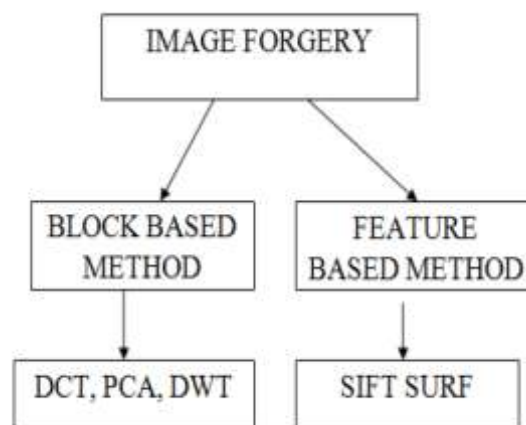 IMAGE FORGERY
BLOCK BASED
METHOD
FEATURE
BASED METHOD
DCT, PCA, DWT
SIFT SURF